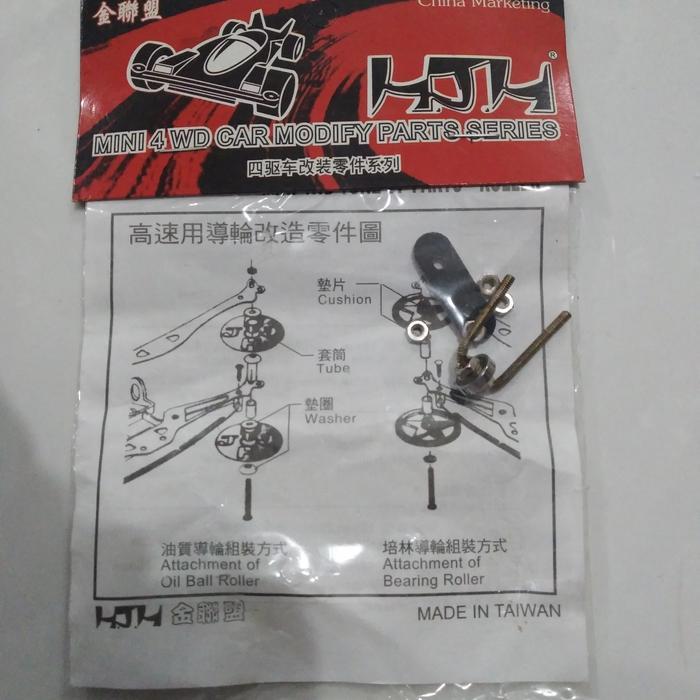 金聯盟
China Marketing
HJH®
MINI 4 WD CAR MODIFY PARTS SERIES
四驱车改装零件系列
高速用導輪改造零件圖
墊片
Cushion
套筒
Tube
墊圈
Washer
油質導輪組裝方式
Attachment of
Oil Ball Roller
培林導輪組裝方式
Attachment of
Bearing Roller
HJH 金聯盟
MADE IN TAIWAN